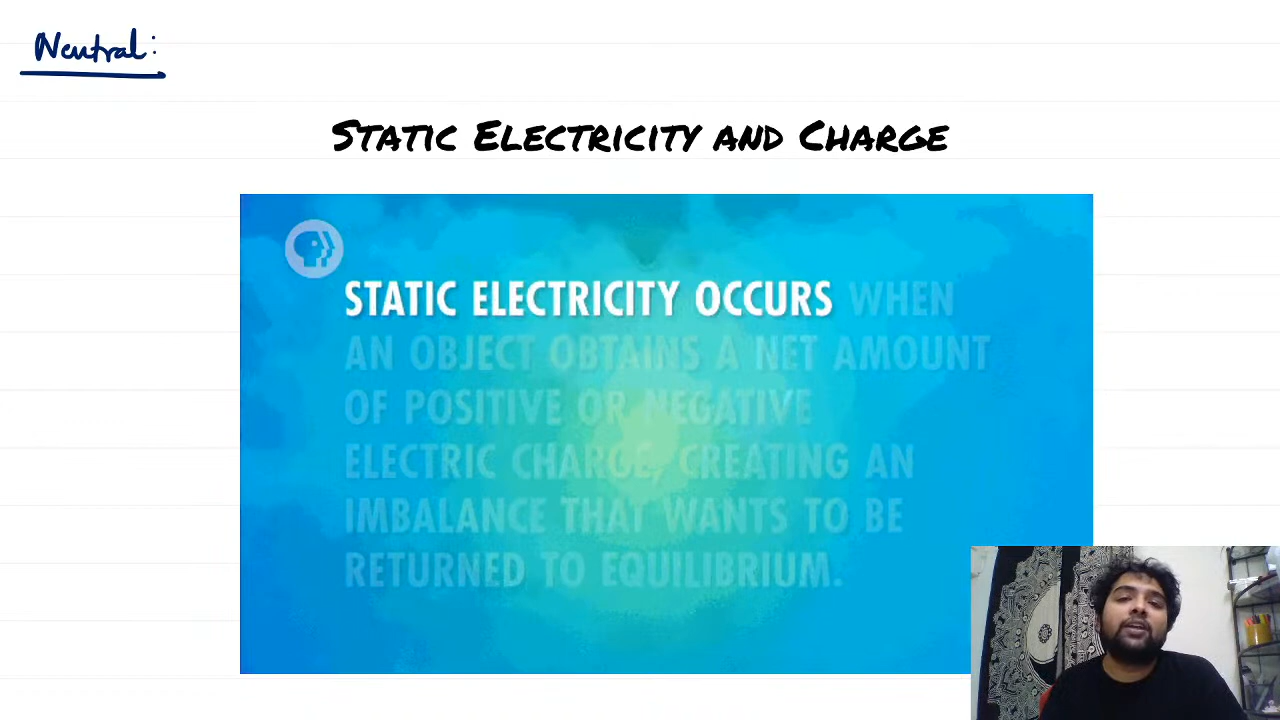 Neutral:
STATIC ELECTRICITY AND CHARGE
STATIC ELECTRICITY OCCURS WHEN
AN OBJECT OBTAINS A NET AMOUNT
OF POSITIVE OR NEGATIVE
ELECTRIC CHARGE, CREATING AN
IMBALANCE THAT WANTS TO BE
RETURNED TO EQUILIBRIUM.